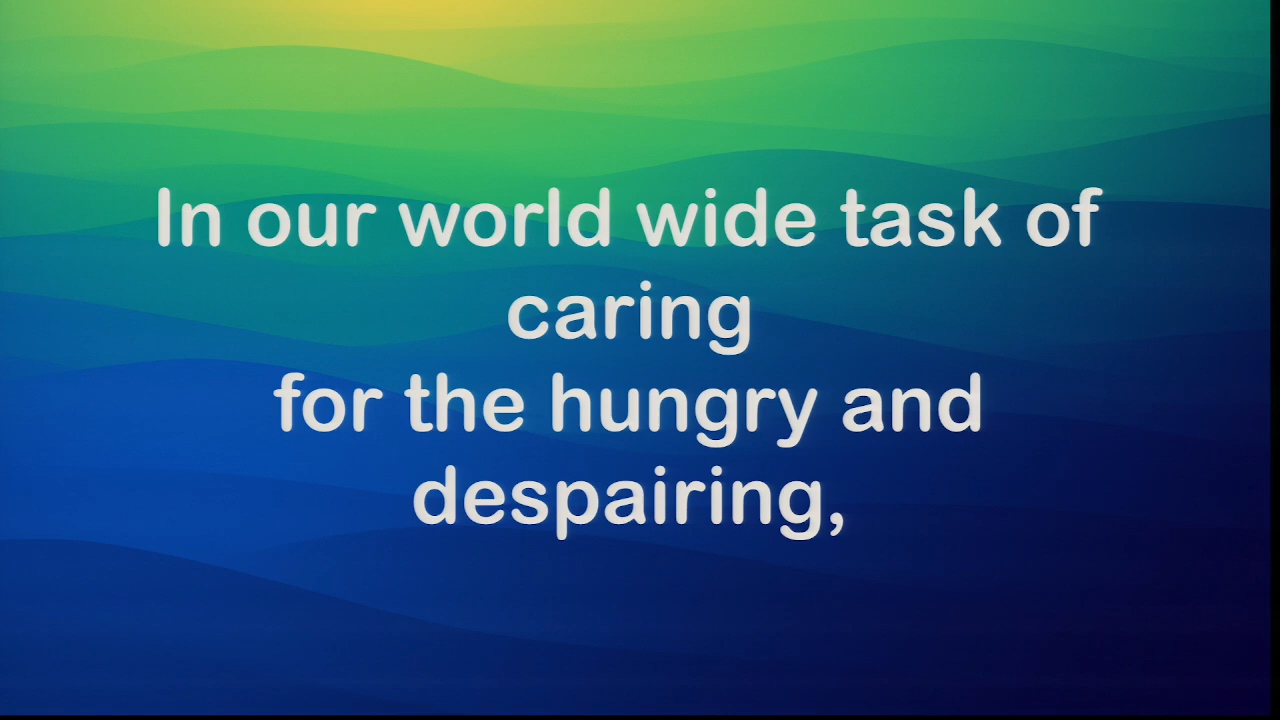 In our world wide task of
caring
for the hungry and
despairing,